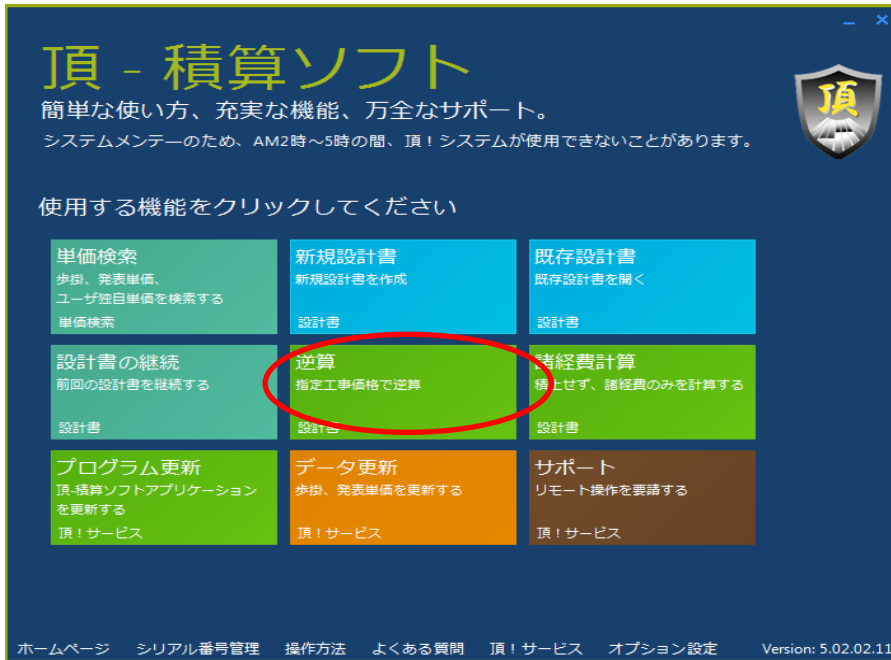 頂 - 積算ソフト
簡単な使い方、充実な機能、万全なサポート。
システムメンテーのため、AM2時～5時の間、頂！システムが使用できないことがあります。
頂
使用する機能をクリックしてください
単価検索
歩掛、発表単価、
ユーザ独自単価を検索する
単価検索
新規設計書
新規設計書を作成
設計書
既存設計書
既存設計書を開く
設計書
設計書の継続
前回の設計書を継続する
設計書
逆算
指定工事価格で逆算
設計書
諸経費計算
積上せず、諸経費のみを計算する
設計書
プログラム更新
頂-積算ソフトアプリケーション
を更新する
頂！サービス
データ更新
歩掛、発表単価を更新する
頂！サービス
サポート
リモート操作を要請する
頂！サービス
ホームページ シリアル番号管理 操作方法 よくある質問 頂！サービス オプション設定 Version: 5.02.02.11